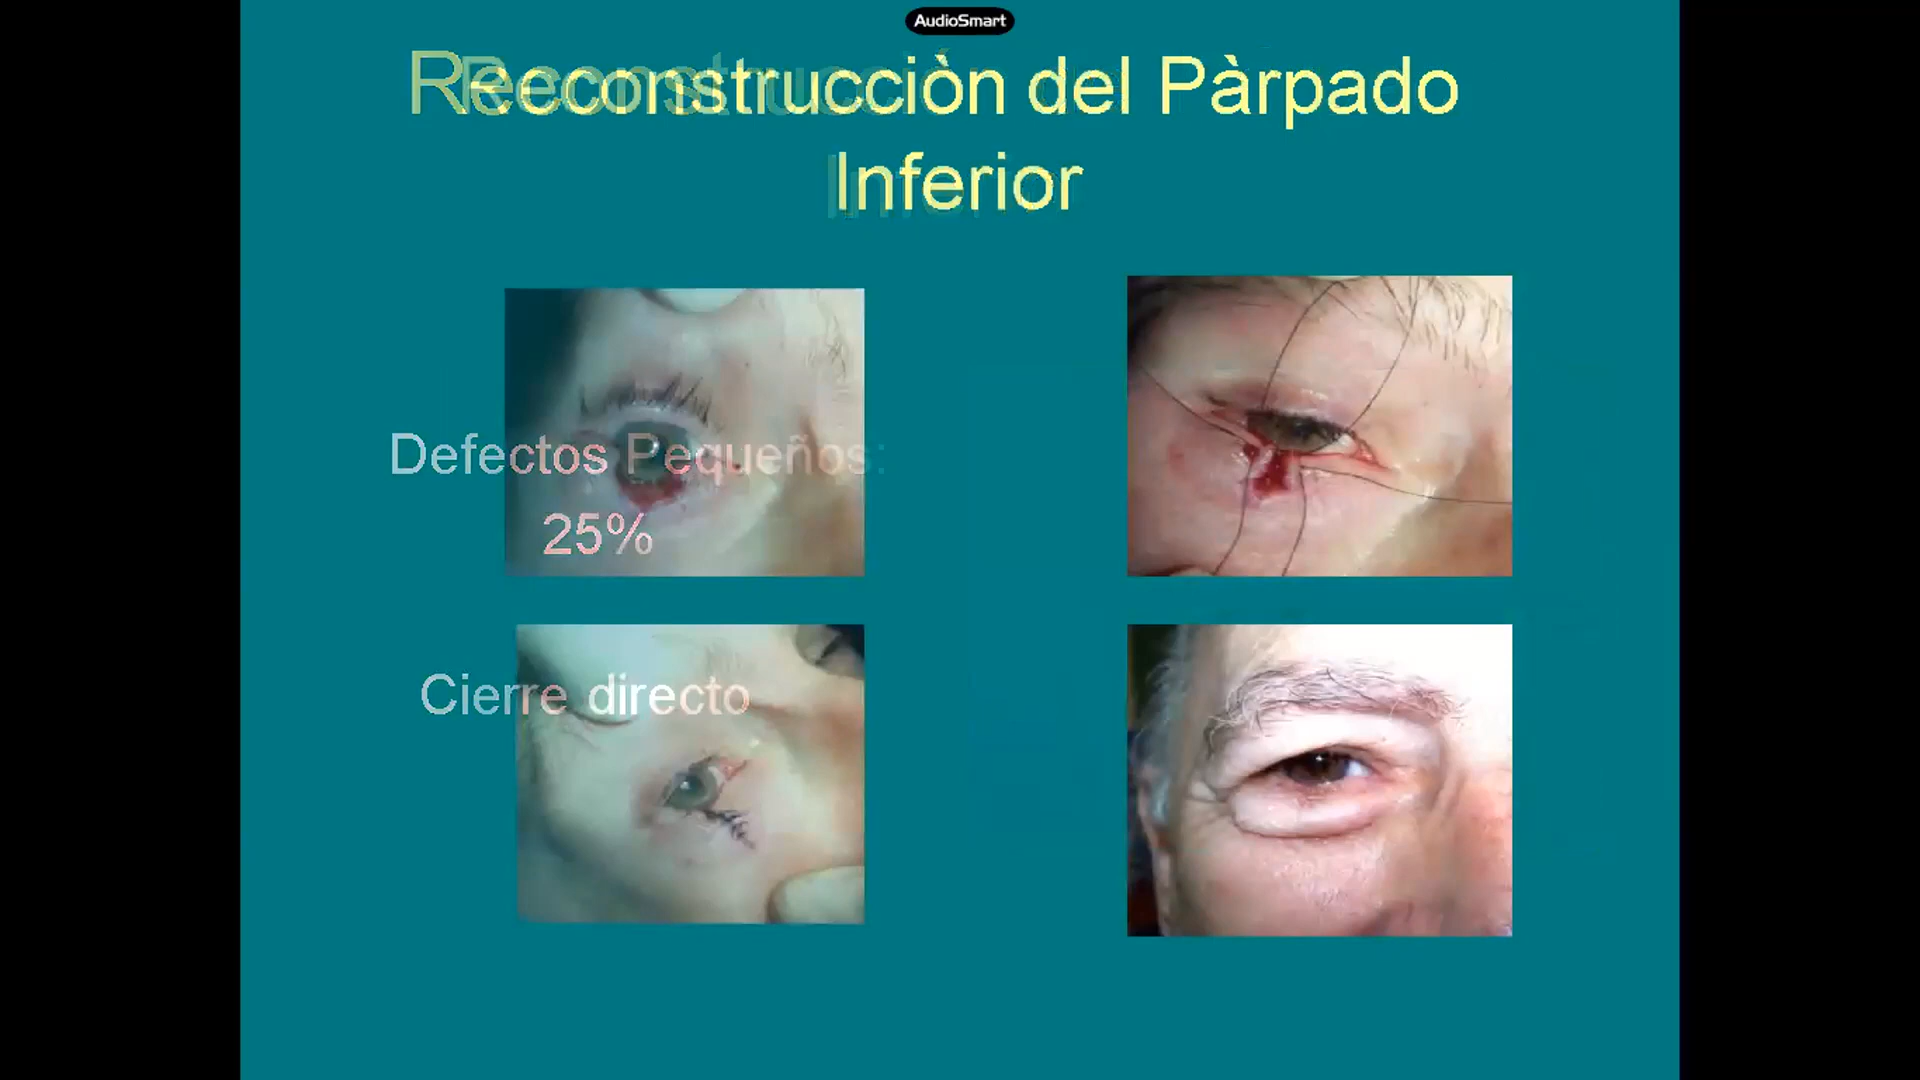 AudioSmart
Reconstrucciòn del Pàrpado
Inferior
Defectos Pequeños:
25%
Cierre directo